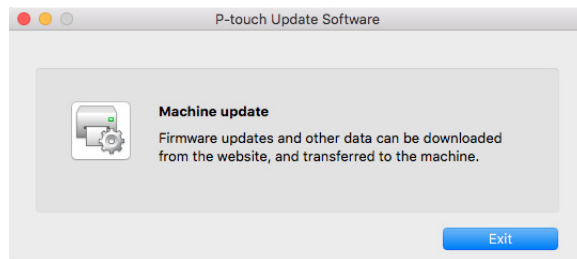 P-touch Update Software
Machine update
Firmware updates and other data can be downloaded
from the website, and transferred to the machine.
Exit